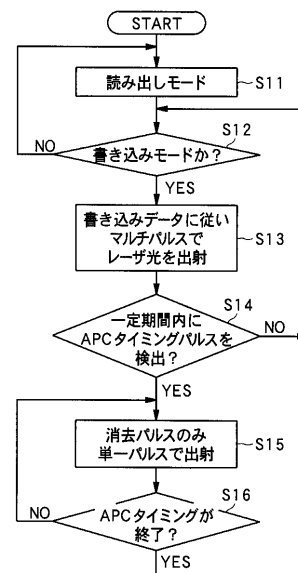 START
読み出しモード
S11
S12
書き込みモードか?
NO
YES
書き込みデータに従い
マルチパルスで
レーザ光を出射
S13
S14
一定期間内に
APCタイミングパルスを
検出?
NO
YES
消去パルスのみ
単一パルスで出射
S15
S16
APCタイミングが
終了?
NO
YES